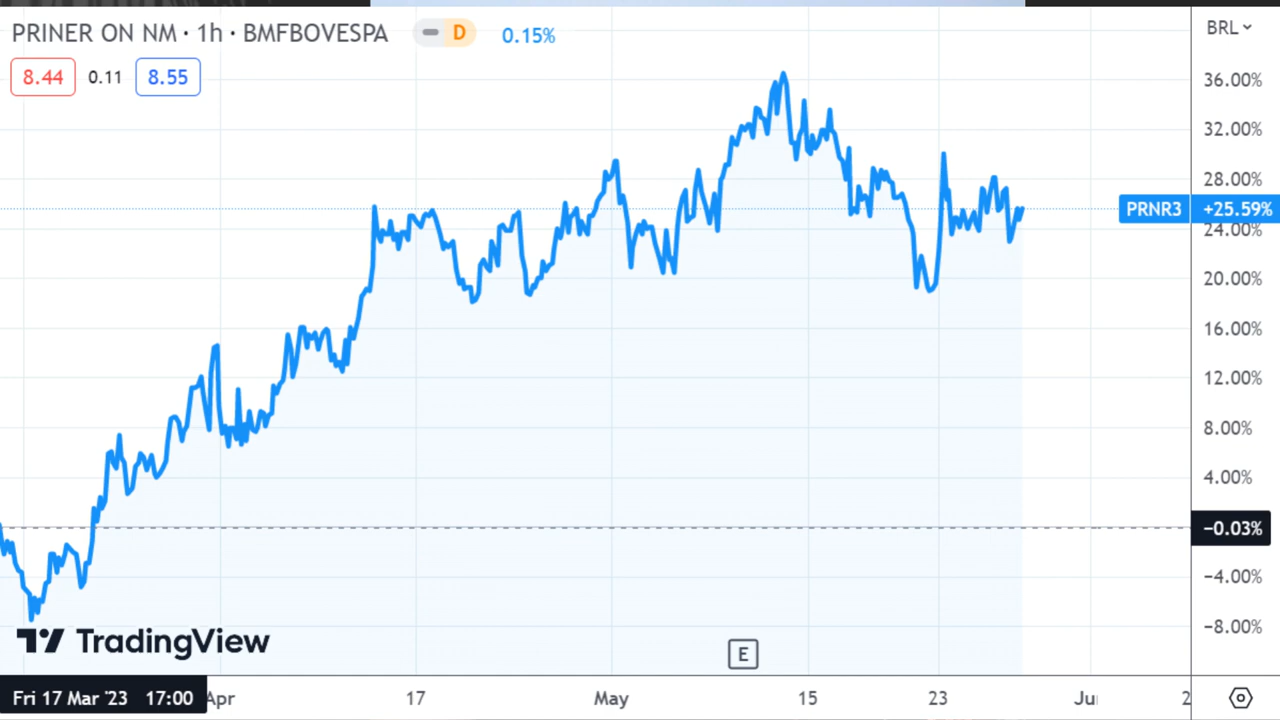 PRINER ON NM · 1h · BMFBOVESPA D 0.15% BRL
8.44 0.11 8.55
36.00%
32.00%
28.00%
PRNR3 +25.59%
24.00%
20.00%
16.00%
12.00%
8.00%
4.00%
−0.03%
−4.00%
−8.00%
TradingView
E
Fri 17 Mar '23 17:00 Apr 17 May 15 23 Ju 2